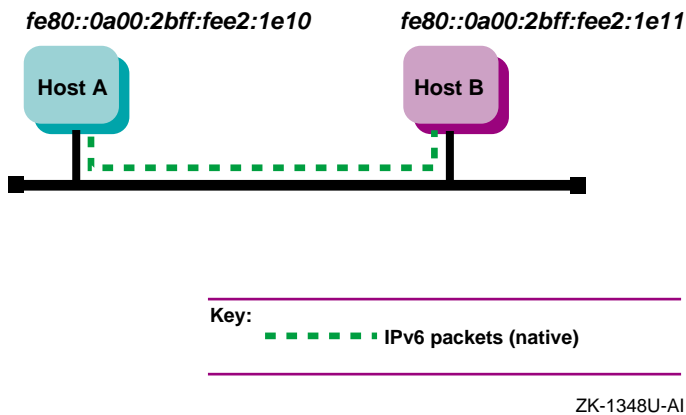 fe80::0a00:2bff:fee2:1e10 fe80::0a00:2bff:fee2:1e11
Host A Host B
Key:
IPv6 packets (native)
ZK-1348U-AI